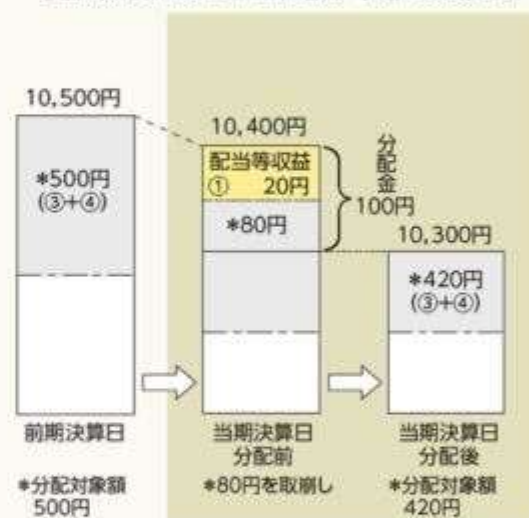 10,500円
*500円
(③+④)
前期決算日
*分配対象額
500円
10,400円
配当等収益
① 20円
*80円
分配金
100円
当期決算日
分配前
*80円を取崩し
10,300円
*420円
(③+④)
当期決算日
分配後
*分配対象額
420円